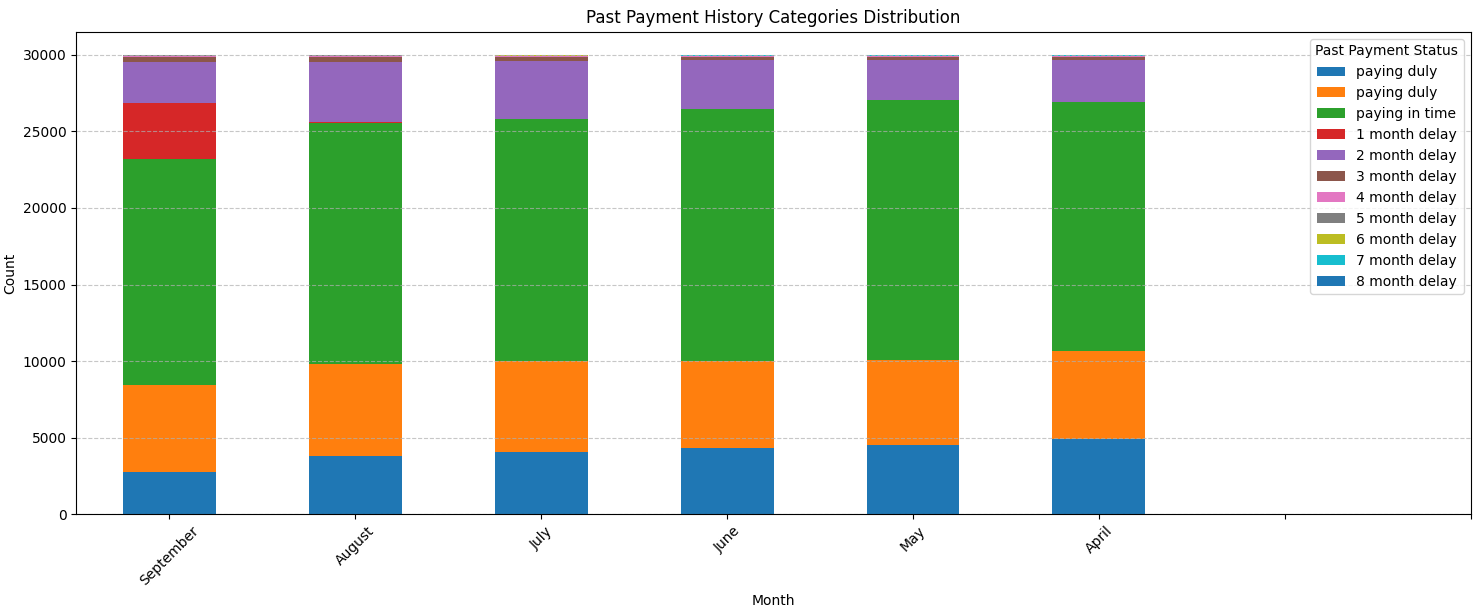 Past Payment History Categories Distribution
30000
25000
20000
15000
10000
5000
0
Count
Past Payment Status
paying duly
paying duly
paying in time
1 month delay
2 month delay
3 month delay
4 month delay
5 month delay
6 month delay
7 month delay
8 month delay
September
August
July
June
May
April
Month